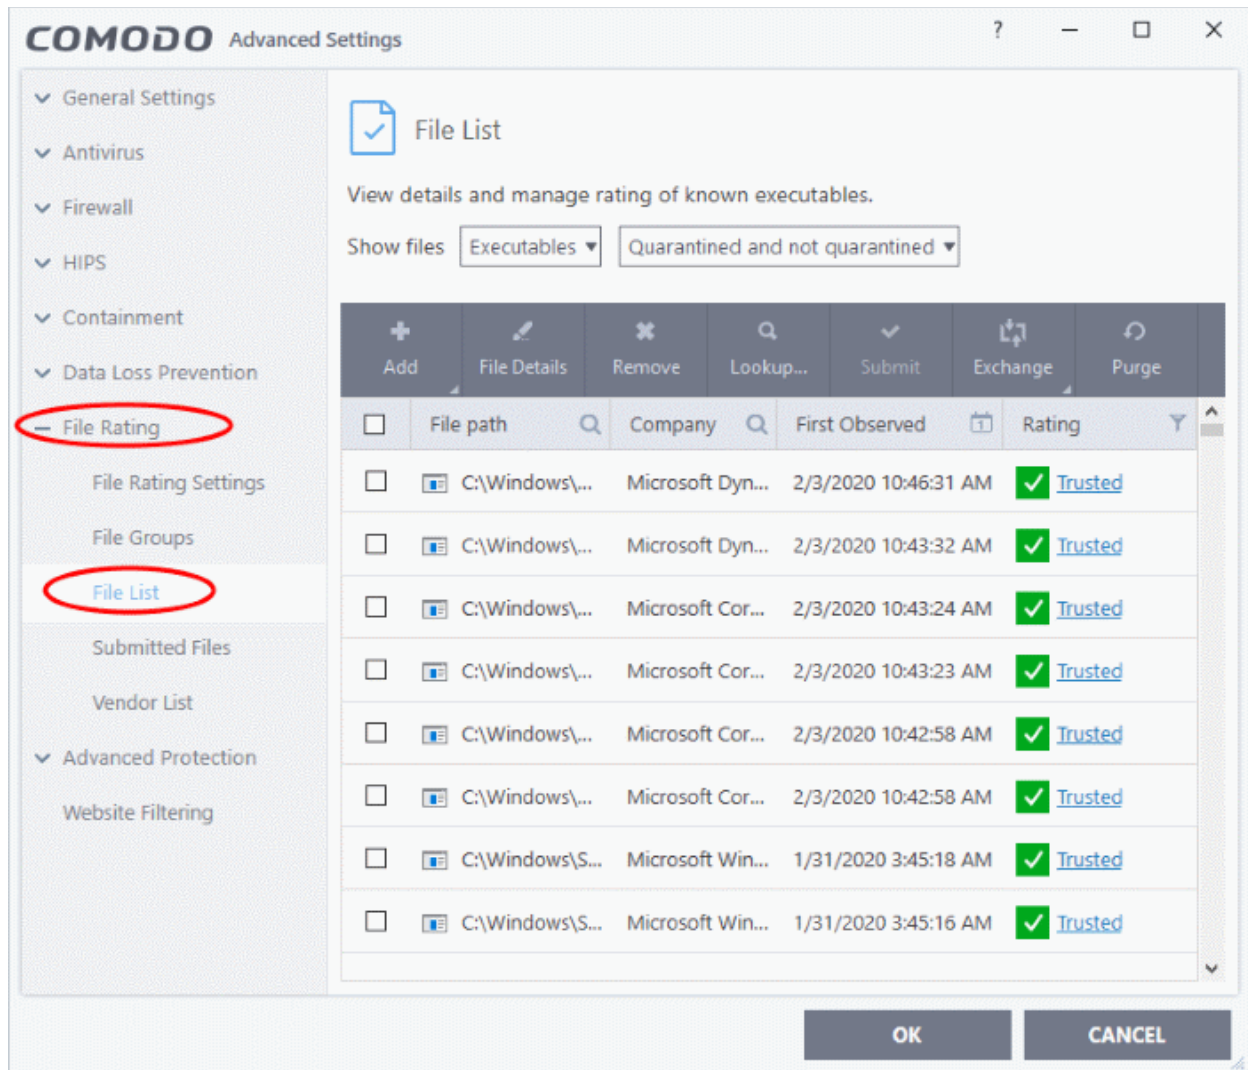 COMODO Advanced Settings ?
General Settings
Antivirus
Firewall
HIPS
Containment
Data Loss Prevention
File Rating
File Rating Settings
File Groups
File List
Submitted Files
Vendor List
Advanced Protection
Website Filtering
File List
View details and manage rating of known executables.
Show files Executables Quarantined and not quarantined
Add File Details Remove Lookup... Submit Exchange Purge
File path Company First Observed 1 Rating
C:\Windows\... Microsoft Dyn... 2/3/2020 10:46:31 AM Trusted
C:\Windows\... Microsoft Dyn... 2/3/2020 10:43:32 AM Trusted
C:\Windows\... Microsoft Cor... 2/3/2020 10:43:24 AM Trusted
C:\Windows\... Microsoft Cor... 2/3/2020 10:43:23 AM Trusted
C:\Windows\... Microsoft Cor... 2/3/2020 10:42:58 AM Trusted
C:\Windows\... Microsoft Cor... 2/3/2020 10:42:58 AM Trusted
C:\Windows\S... Microsoft Win... 1/31/2020 3:45:18 AM Trusted
C:\Windows\S... Microsoft Win... 1/31/2020 3:45:16 AM Trusted
OK CANCEL